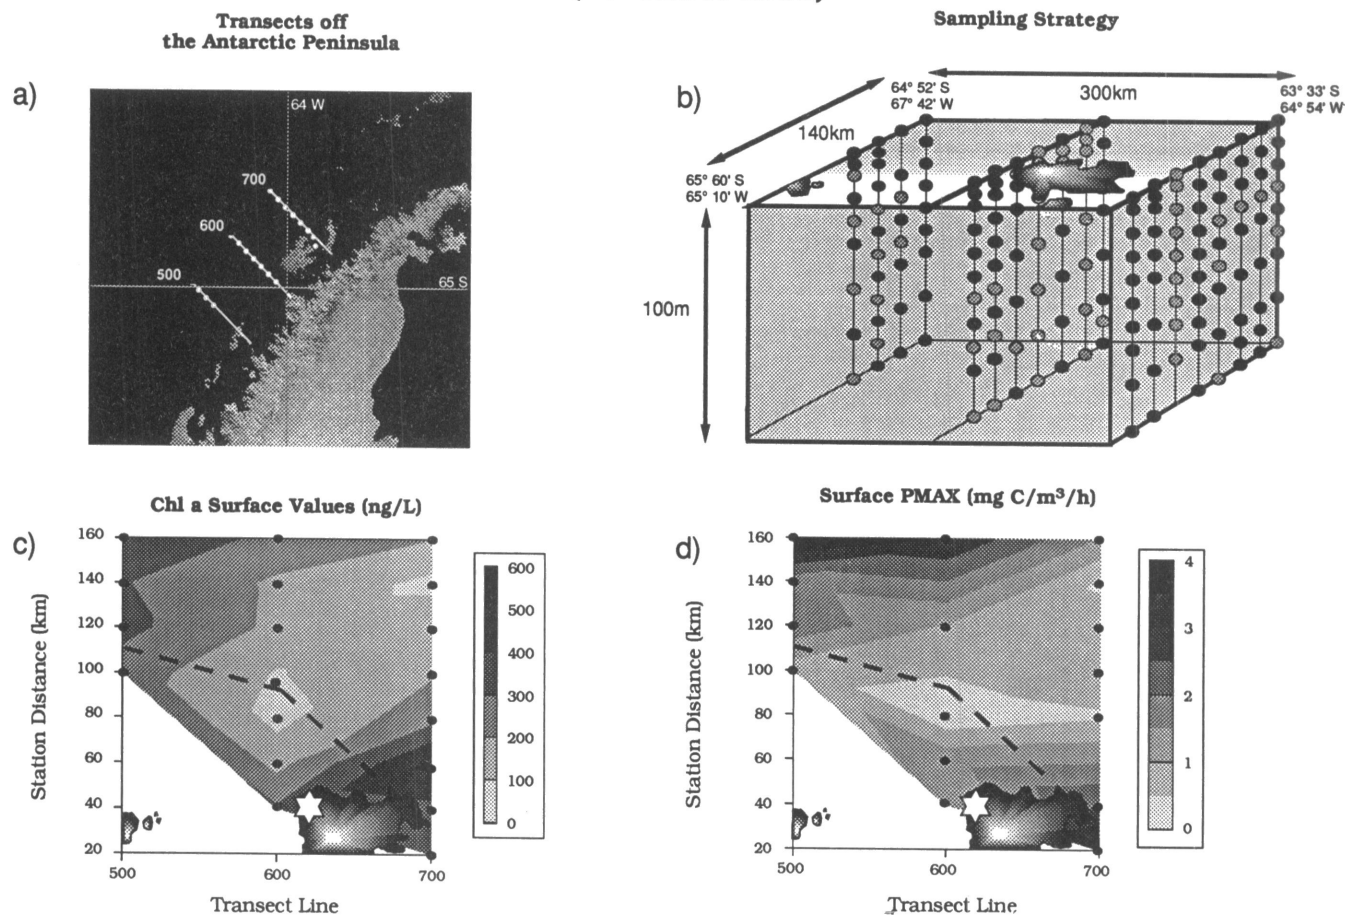 Transects off
the Antarctic Peninsula
Sampling Strategy
a)
64 W
700
600
500
65 S
b)
64° 52' S
67° 42' W
300km
63° 33' S
64° 54' W
140km
65° 60' S
65° 10' W
100m
Chl a Surface Values (ng/L)
c)
Station Distance (km)
160
140
120
100
80
60
40
20
500
600
700
Transect Line
600
500
400
300
200
100
0
Surface PMAX (mg C/m³/h)
d)
Station Distance (km)
160
140
120
100
80
60
40
20
500
600
700
Transect Line
4
3
2
1
0